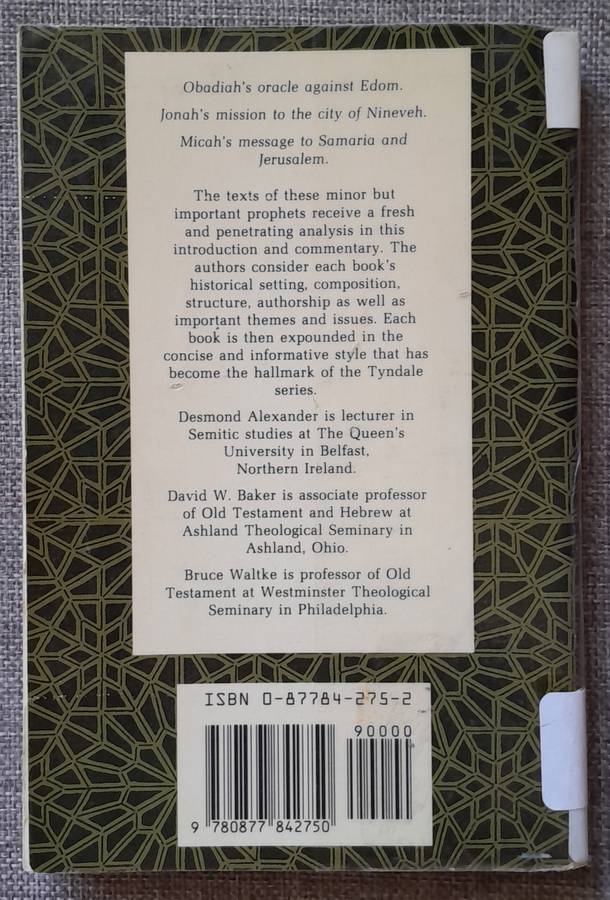 Obadiah's oracle against Edom.
Jonah's mission to the city of Nineveh.
Micah's message to Samaria and
Jerusalem.
The texts of these minor but
important prophets receive a fresh
and penetrating analysis in this
introduction and commentary. The
authors consider each book's
historical setting, composition,
structure, authorship as well as
important themes and issues. Each
book is then expounded in the
concise and informative style that has
become the hallmark of the Tyndale
series.
Desmond Alexander is lecturer in
Semitic studies at The Queen's
University in Belfast,
Northern Ireland.
David W. Baker is associate professor
of Old Testament and Hebrew at
Ashland Theological Seminary in
Ashland, Ohio.
Bruce Waltke is professor of Old
Testament at Westminster Theological
Seminary in Philadelphia.
ISBN 0-87784-275-2
90000
9 780877 842750